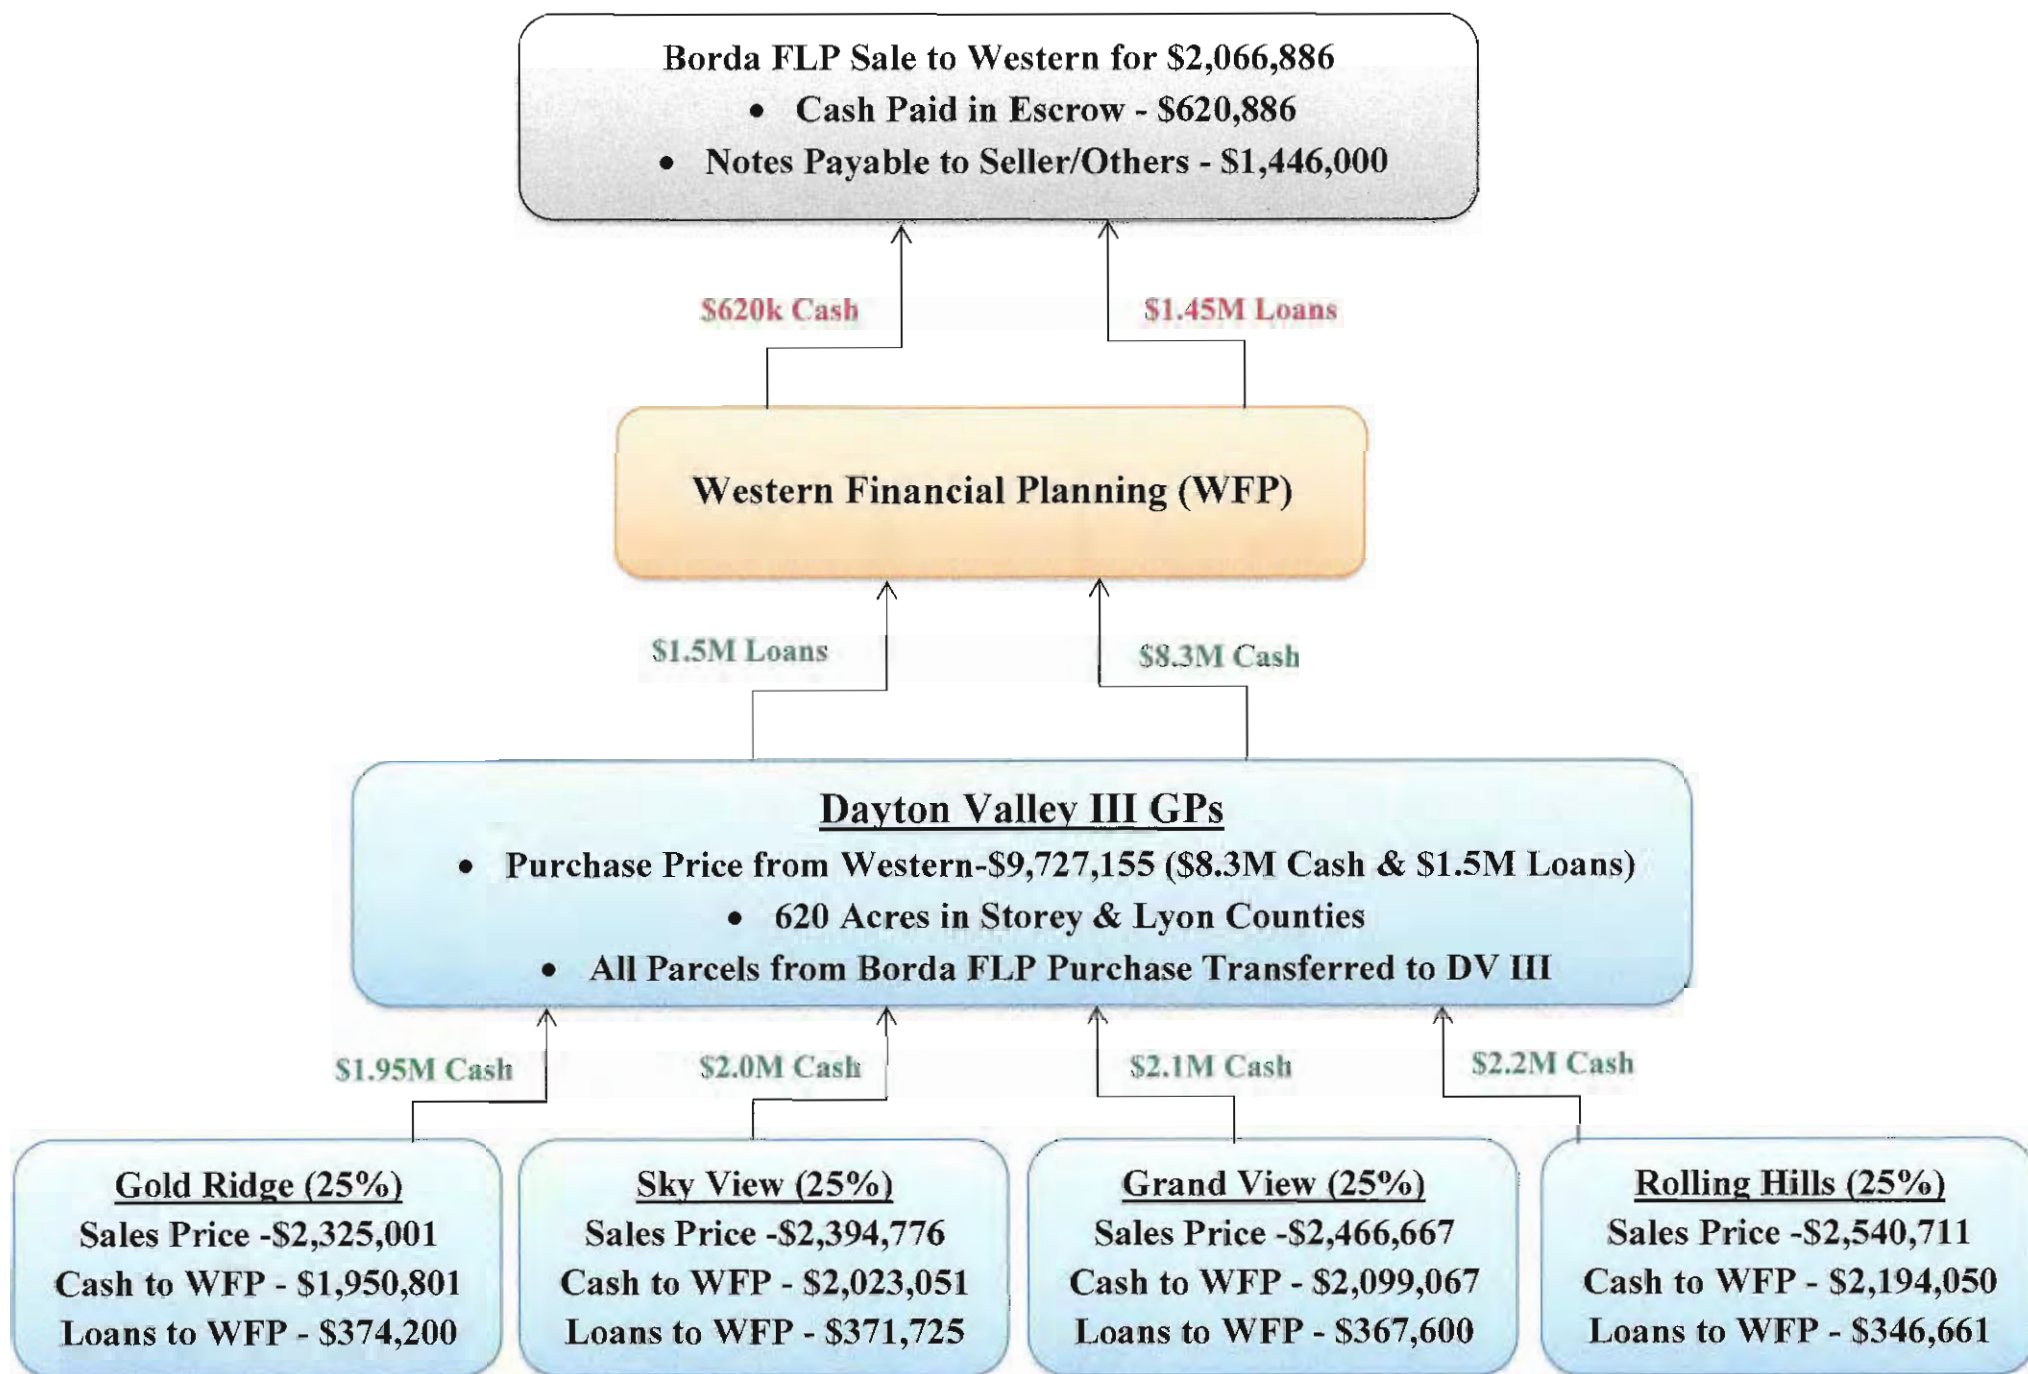 Borda FLP Sale to Western for $2,066,886
• Cash Paid in Escrow - $620,886
• Notes Payable to Seller/Others - $1,446,000
$620k Cash
$1.45M Loans
Western Financial Planning (WFP)
$1.5M Loans
$8.3M Cash
Dayton Valley III GPs
• Purchase Price from Western-$9,727,155 ($8.3M Cash & $1.5M Loans)
• 620 Acres in Storey & Lyon Counties
• All Parcels from Borda FLP Purchase Transferred to DV III
$1.95M Cash
$2.0M Cash
$2.1M Cash
$2.2M Cash
Gold Ridge (25%)
Sales Price -$2,325,001
Cash to WFP - $1,950,801
Loans to WFP - $374,200
Sky View (25%)
Sales Price -$2,394,776
Cash to WFP - $2,023,051
Loans to WFP - $371,725
Grand View (25%)
Sales Price -$2,466,667
Cash to WFP - $2,099,067
Loans to WFP - $367,600
Rolling Hills (25%)
Sales Price -$2,540,711
Cash to WFP - $2,194,050
Loans to WFP - $346,661